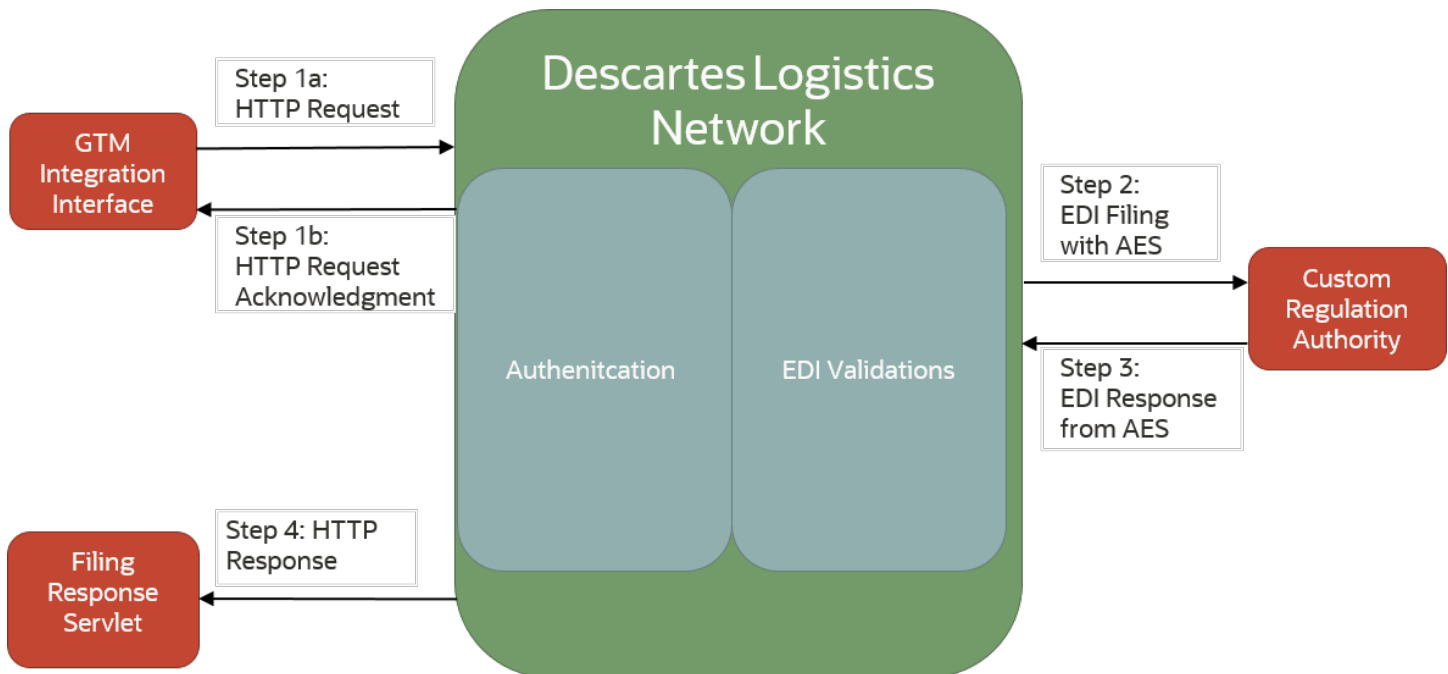 Step 1a:
HTTP Request
GTM
Integration
Interface
Step 1b:
HTTP Request
Acknowledgment
Descartes Logistics
Network
Authenitcation
EDI Validations
Step 2:
EDI Filing
with AES
Custom
Regulation
Authority
Step 3:
EDI Response
from AES
Step 4: HTTP
Response
Filing
Response
Servlet